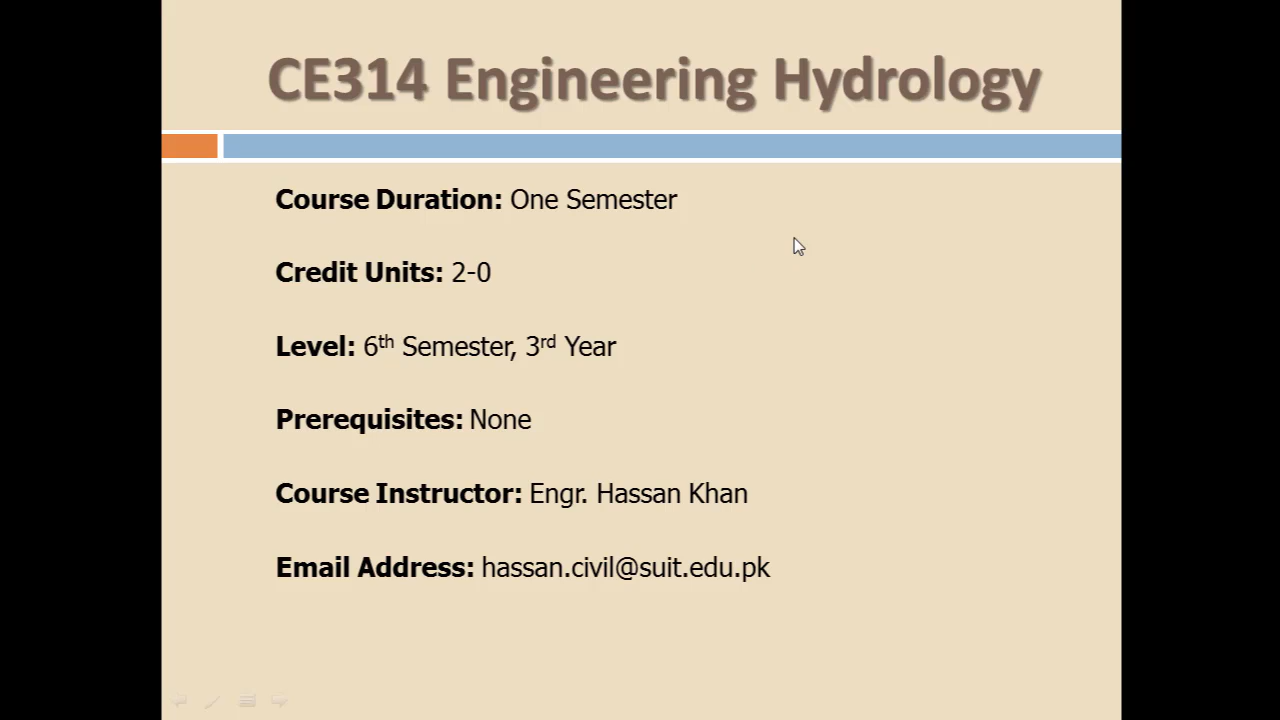 CE314 Engineering Hydrology
Course Duration: One Semester
Credit Units: 2-0
Level: 6th Semester, 3rd Year
Prerequisites: None
Course Instructor: Engr. Hassan Khan
Email Address: hassan.civil@suit.edu.pk